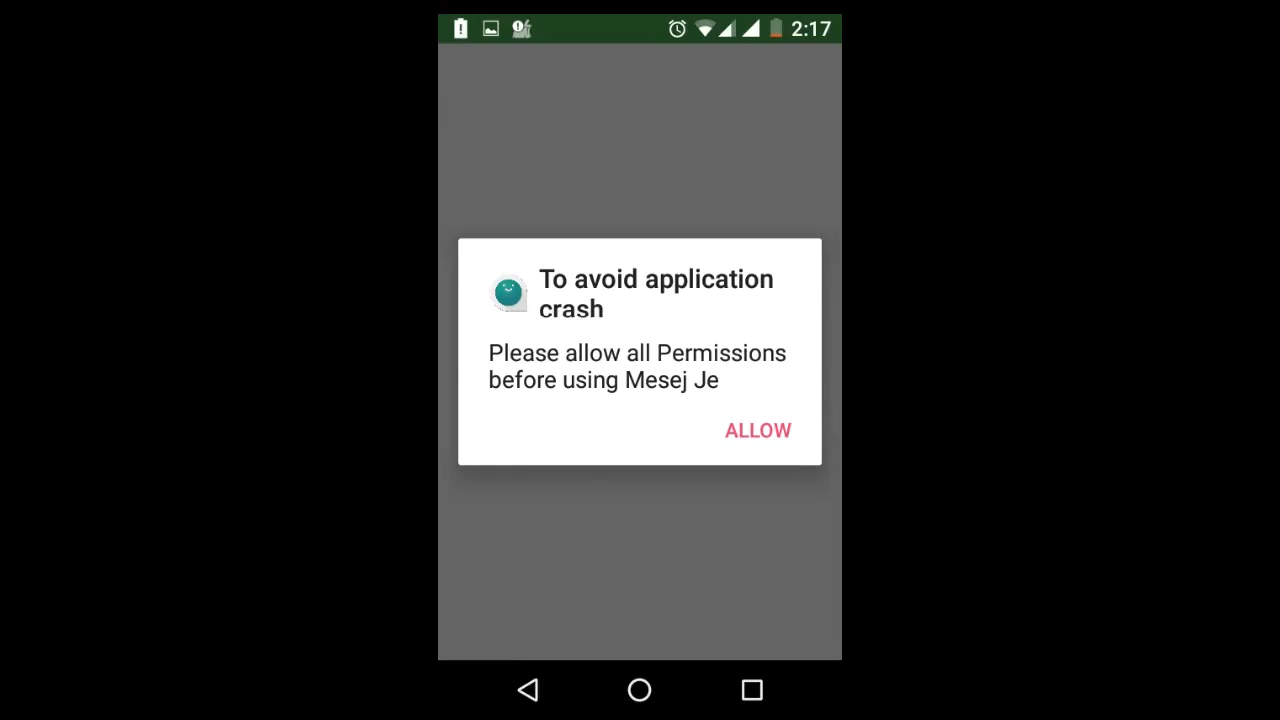 2:17
To avoid application
crash
Please allow all Permissions
before using Mesej Je
ALLOW